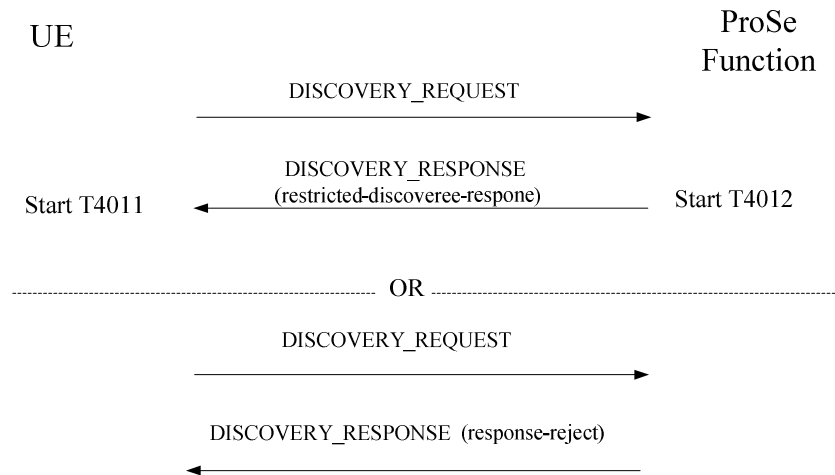 UE
ProSe
Function
DISCOVERY_REQUEST
DISCOVERY_RESPONSE
(restricted-discoveree-respone)
Start T4011
Start T4012
OR
DISCOVERY_REQUEST
DISCOVERY_RESPONSE (response-reject)